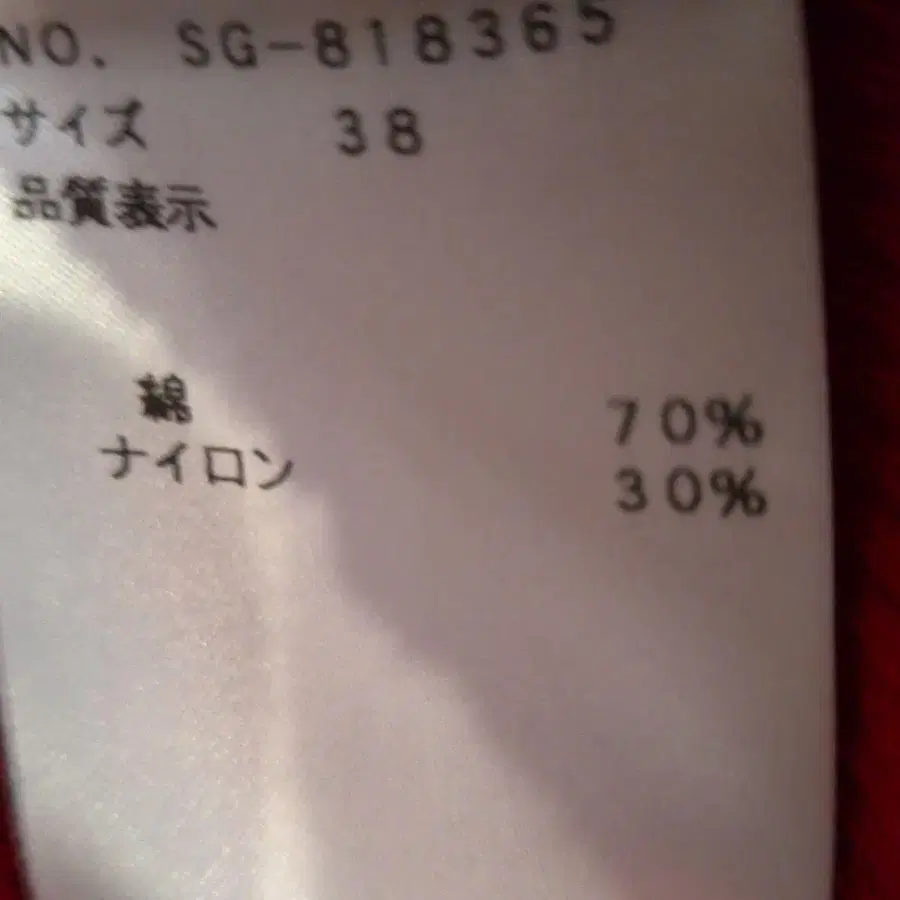 NO. SG-818365
サイズ 38
品質表示
綿 70%
ナイロン 30%